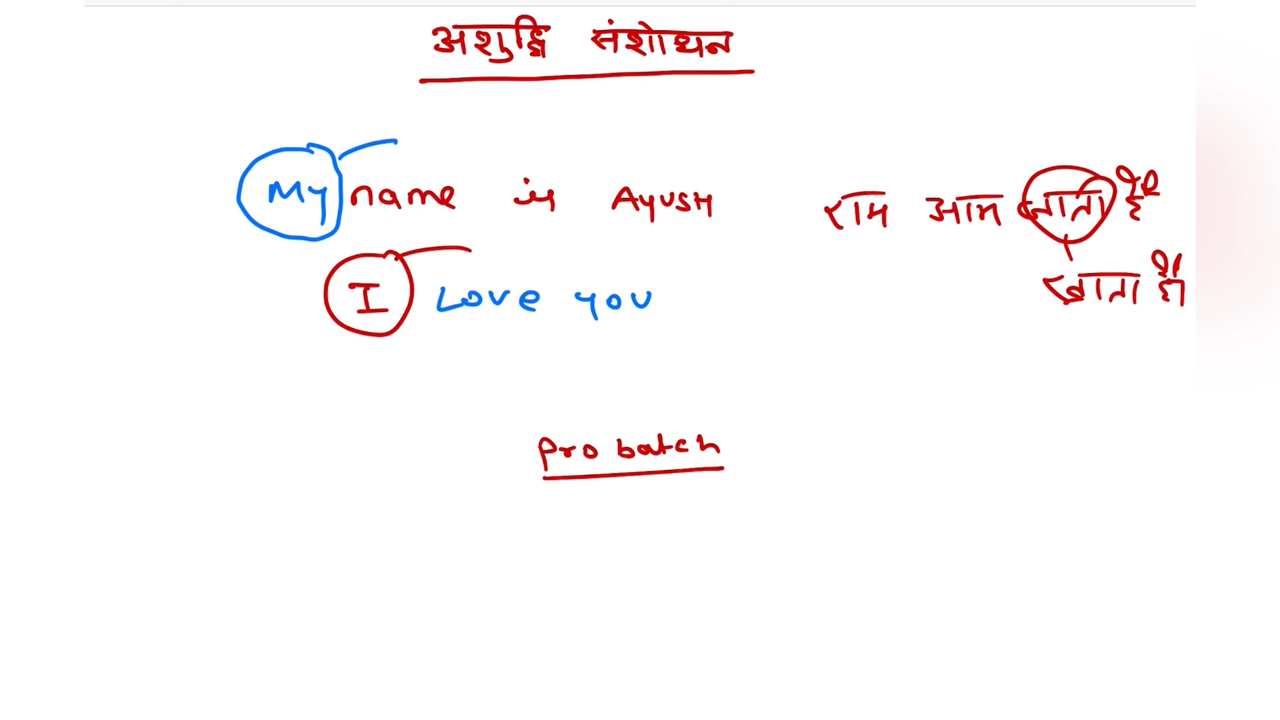 अशुद्धि संशोधन
My name is AYUSH
राम आम खाता है
I Love you
खाता है।
Pro batch